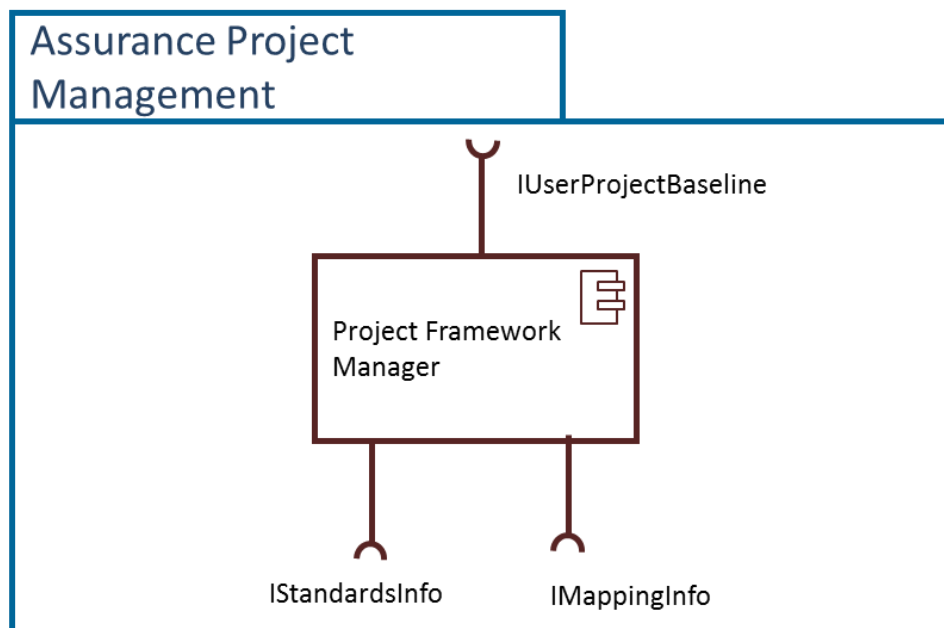 Assurance Project
Management
IUserProjectBaseline
Project Framework
Manager
IStandardsInfo
IMappingInfo